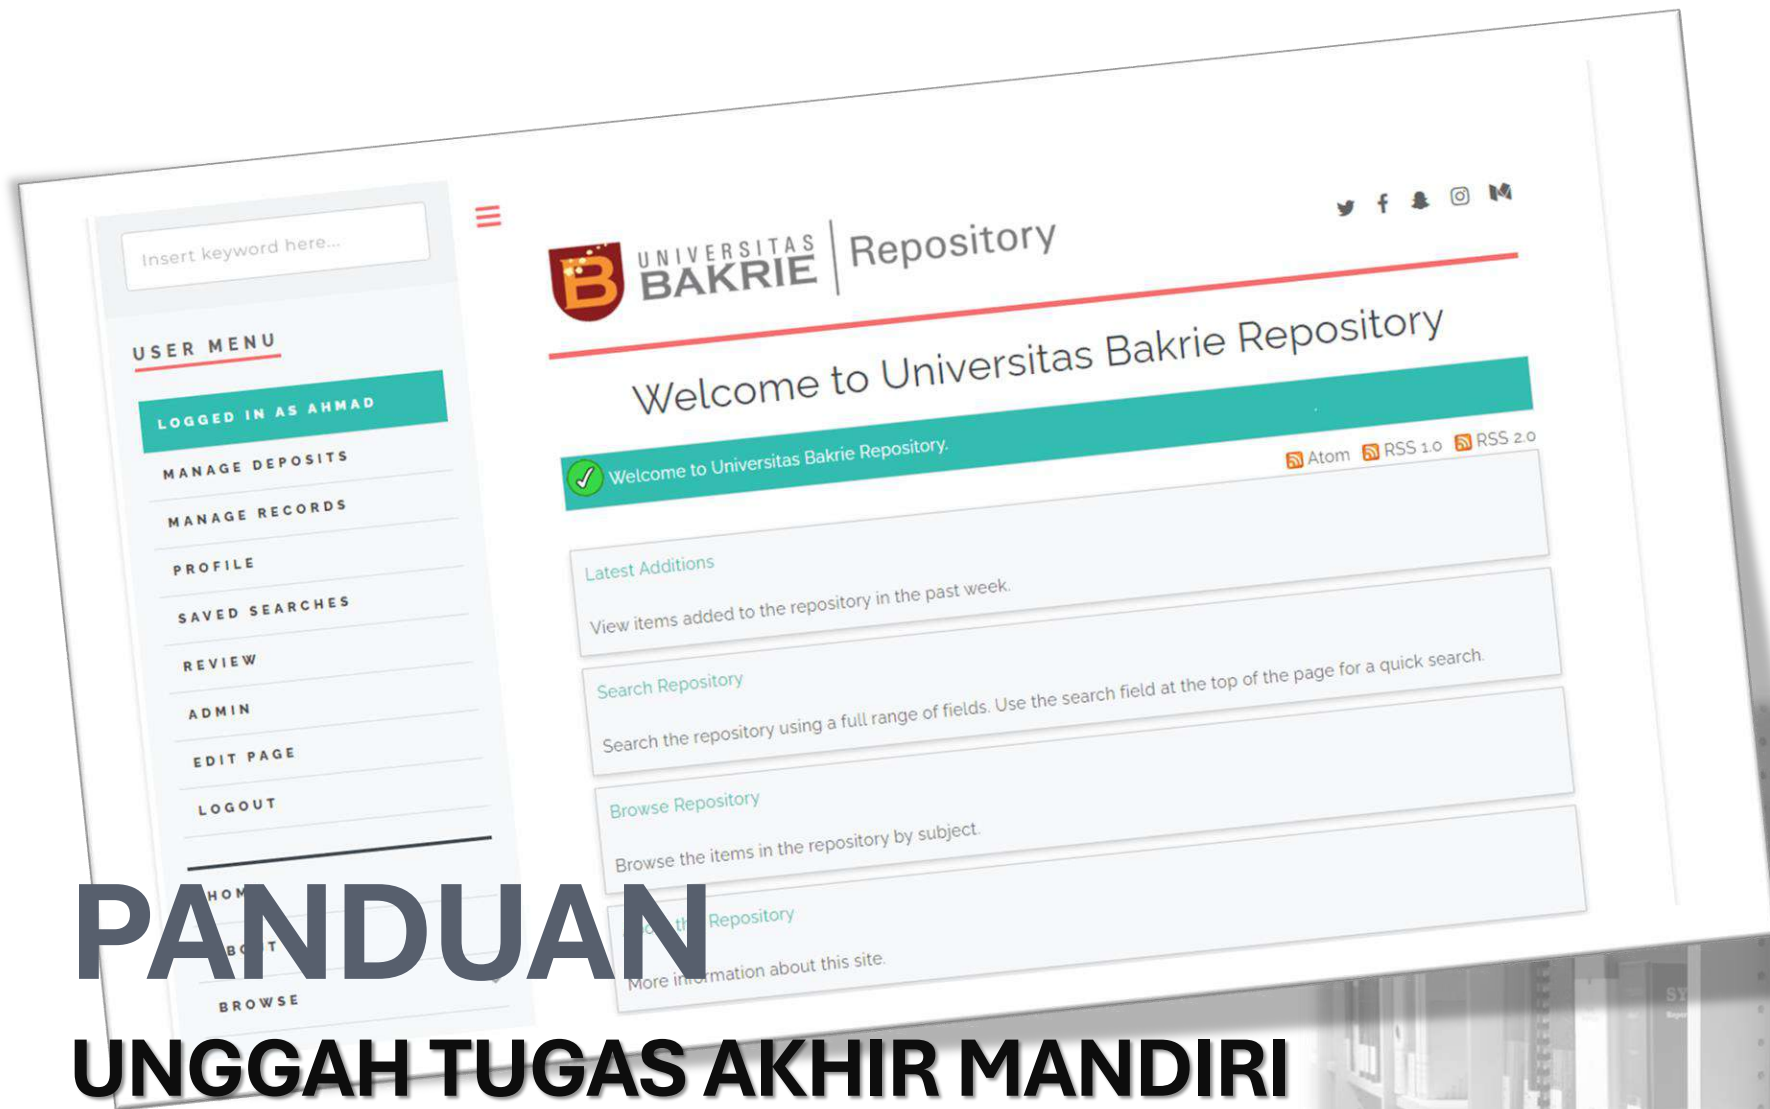 Insert keyword here...
USER MENU
LOGGED IN AS AHMAD
MANAGE DEPOSITS
MANAGE RECORDS
PROFILE
SAVED SEARCHES
REVIEW
ADMIN
EDIT PAGE
LOGOUT
HOM
BROWSE
UNIVERSITAS
BAKRIE
Repository
Welcome to Universitas Bakrie Repository
Welcome to Universitas Bakrie Repository.
Atom RSS 1.0 RSS 2.0
Latest Additions
View items added to the repository in the past week.
Search Repository
Search the repository using a full range of fields. Use the search field at the top of the page for a quick search.
Browse Repository
Browse the items in the repository by subject.
Repository
More information about this site.
PANDUAN
UNGGAH TUGAS AKHIR MANDIRI